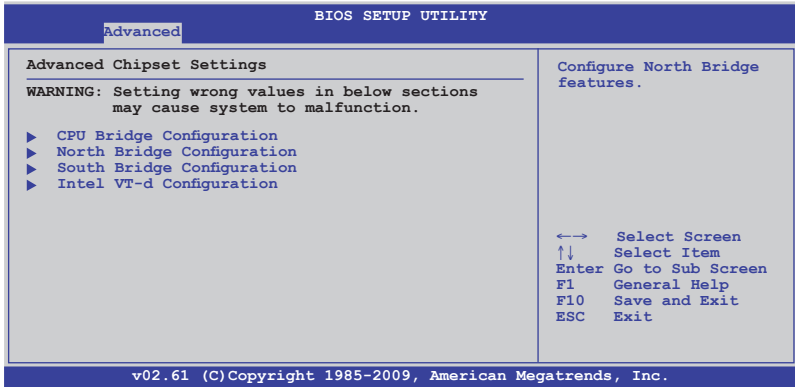 BIOS SETUP UTILITY
Advanced
Advanced Chipset Settings
WARNING: Setting wrong values in below sections
may cause system to malfunction.
CPU Bridge Configuration
North Bridge Configuration
South Bridge Configuration
Intel VT-d Configuration
Configure North Bridge
features.
←→ Select Screen
↑↓ Select Item
Enter Go to Sub Screen
F1 General Help
F10 Save and Exit
ESC Exit
v02.61 (C)Copyright 1985-2009, American Megatrends, Inc.